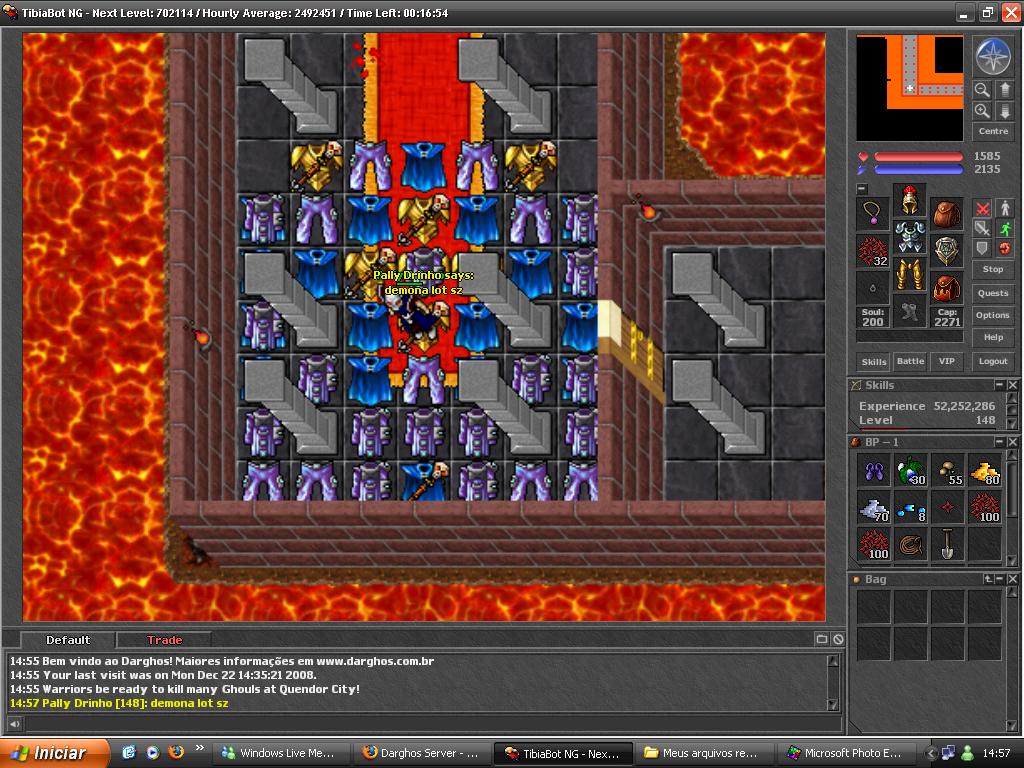 TibiaBot NG - Next Level: 702114 / Hourly Average: 2492451 / Time Left: 00:16:54
Centre
1585
2135
32
Soul:
200
Cap:
2271
Stop
Quests
Options
Help
Skills Battle VIP Logout
Pally Drinho says:
demona lot sz
Skills
Experience 52,252,286
Level 148
BP - 1
30 55 80
70 8 100
100
Bag
Default Trade
14:55 Bem vindo ao Darghos! Maiores informações em www.darghos.com.br
14:55 Your last visit was on Mon Dec 22 14:35:21 2008.
14:55 Warriors be ready to kill many Ghouls at Quendor City!
14:57 Pally Drinho [148]: demona lot sz
Iniciar
Windows Live Me...
Darghos Server - ...
TibiaBot NG - Nex...
Meus arquivos re...
Microsoft Photo E...
14:57